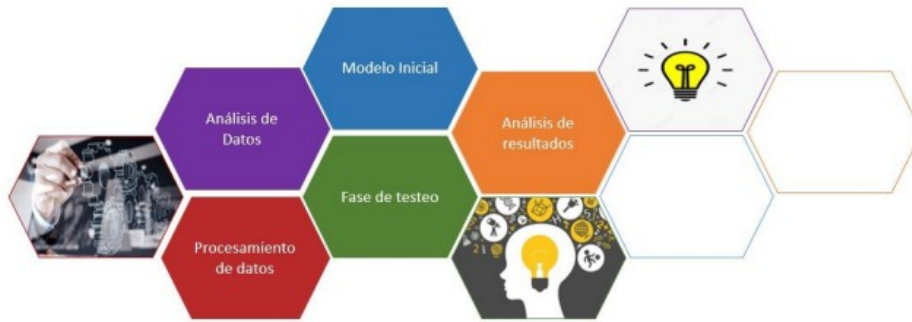 Modelo Inicial
Análisis de
Datos
Análisis de
resultados
Fase de testeo
Procesamiento
de datos